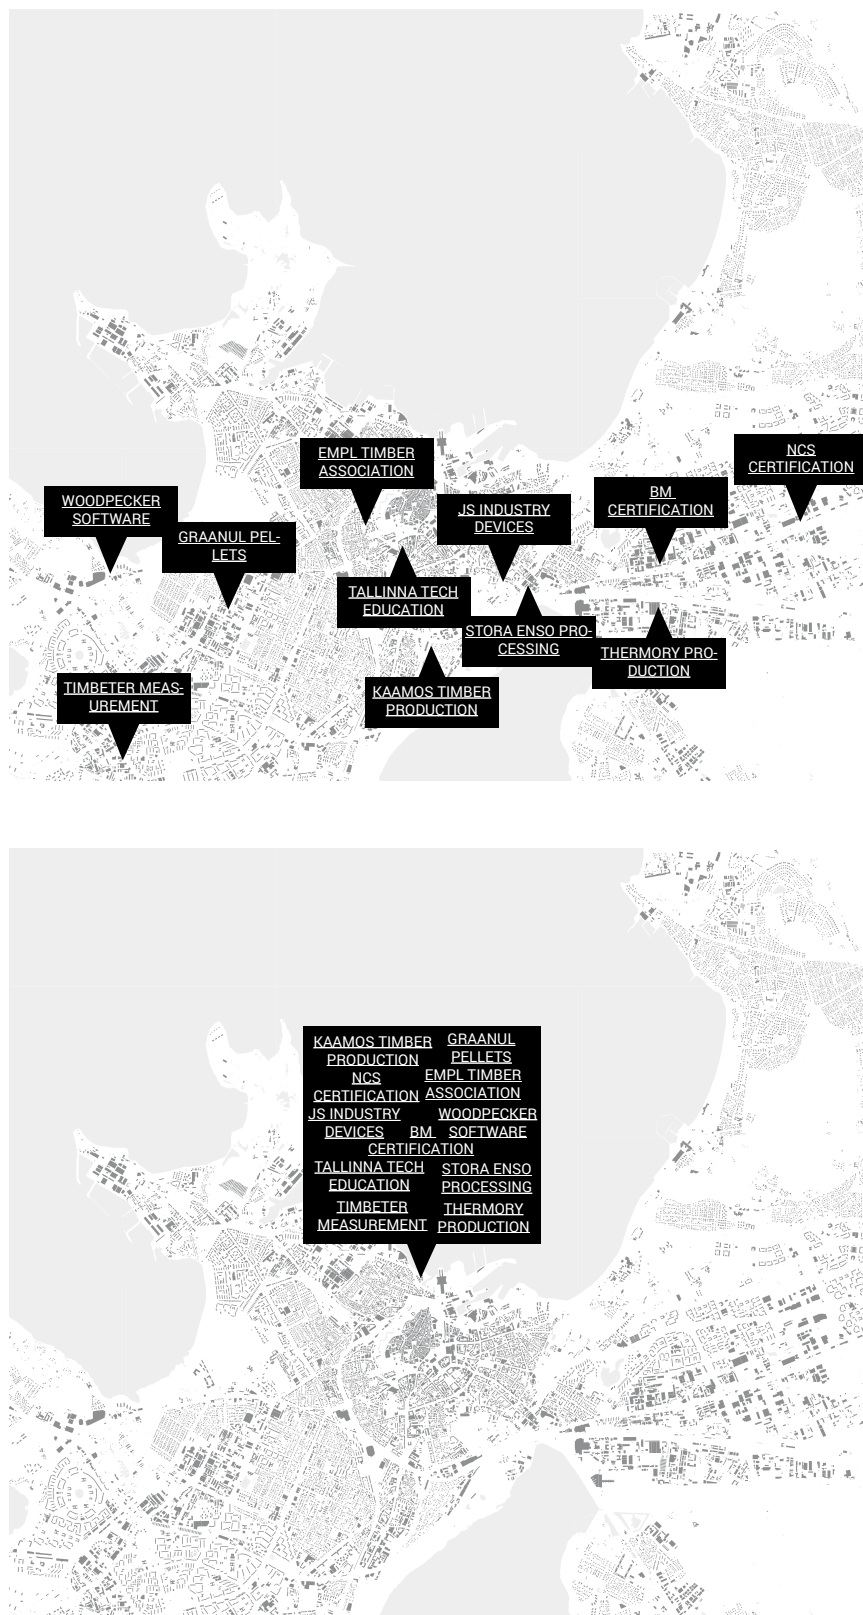 EMPL TIMBER
ASSOCIATION
NCS
CERTIFICATION
WOODPECKER
SOFTWARE
BM
CERTIFICATION
JS INDUSTRY
DEVICES
GRAANUL PEL-
LETS
TALLINNA TECH
EDUCATION
STORA ENSO PRO-
CESSING
THERMORY PRO-
DUCTION
TIMBETER MEAS-
UREMENT
KAAMOS TIMBER
PRODUCTION
KAAMOS TIMBER
PRODUCTION
GRAANUL
PELLETS
NCS
CERTIFICATION
EMPL TIMBER
ASSOCIATION
JS INDUSTRY
DEVICES
WOODPECKER
SOFTWARE
BM
CERTIFICATION
TALLINNA TECH
EDUCATION
STORA ENSO
PROCESSING
TIMBETER
MEASUREMENT
THERMORY
PRODUCTION